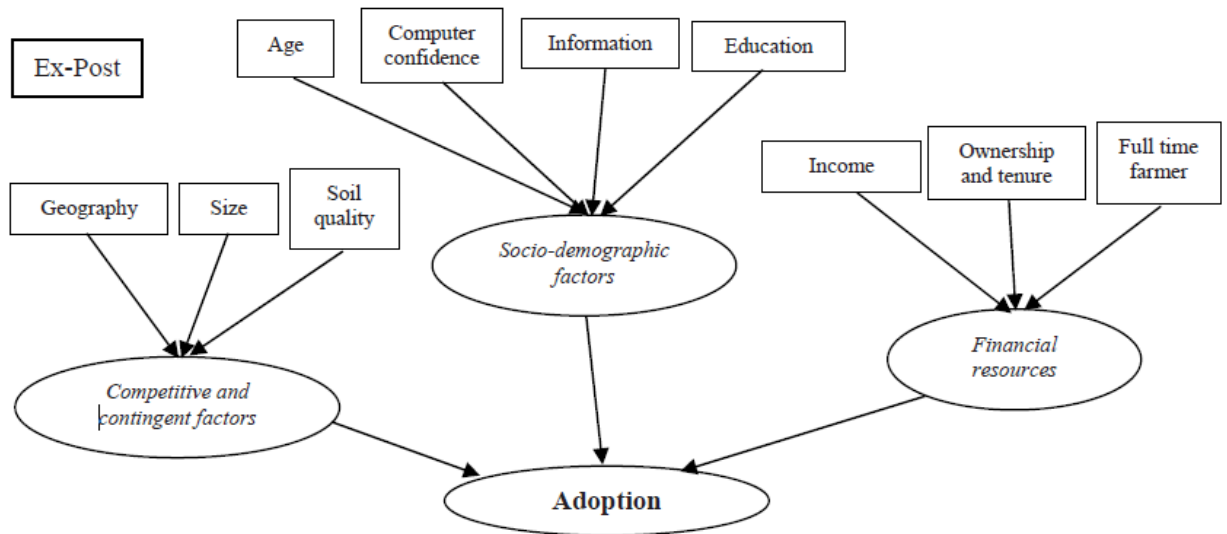 Ex-Post
Age
Computer
confidence
Information
Education
Geography
Size
Soil
quality
Income
Ownership
and tenure
Full time
farmer
Socio-demographic
factors
Competitive and
contingent factors
Financial
resources
Adoption